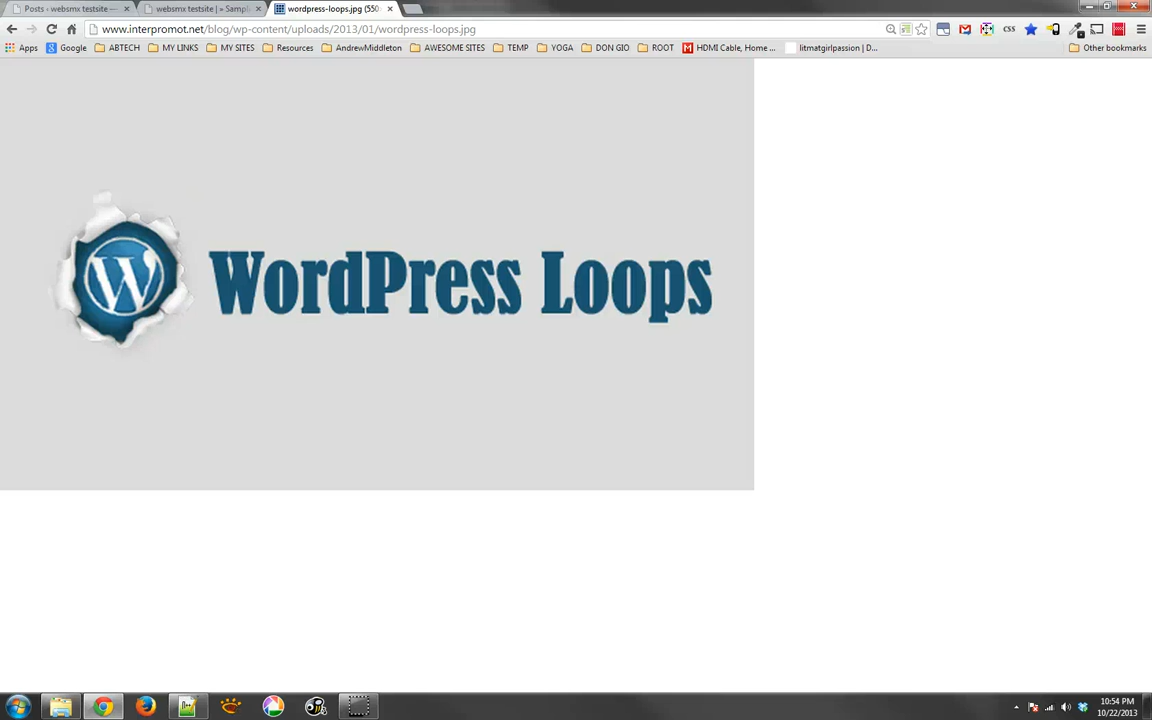 Posts ‹ websmx testsite —
websmx testsite | » Sampl
wordpress-loops.jpg (550
www.interpromot.net/blog/wp-content/uploads/2013/01/wordpress-loops.jpg
Apps Google ABTECH MY LINKS MY SITES Resources AndrewMiddleton AWESOME SITES TEMP YOGA DON GIO ROOT HDMI Cable, Home ... litmatgirlpassion | D... Other bookmarks
CSS
W WordPress Loops
10:54 PM
10/22/2013